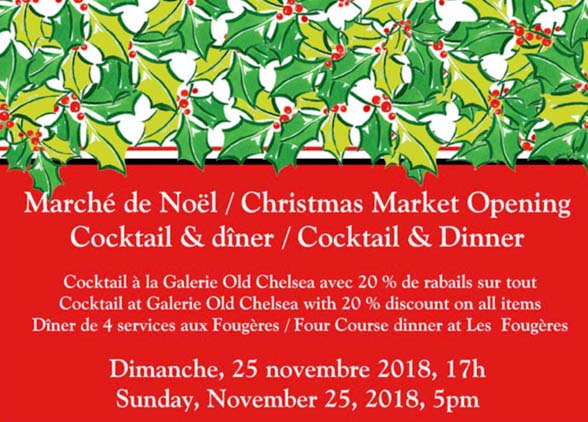 Marché de Noël / Christmas Market Opening
Cocktail & dîner / Cocktail & Dinner
Cocktail à la Galerie Old Chelsea avec 20 % de rabails sur tout
Cocktail at Galerie Old Chelsea with 20 % discount on all items
Dîner de 4 services aux Fougères / Four Course dinner at Les Fougères
Dimanche, 25 novembre 2018, 17h
Sunday, November 25, 2018, 5pm